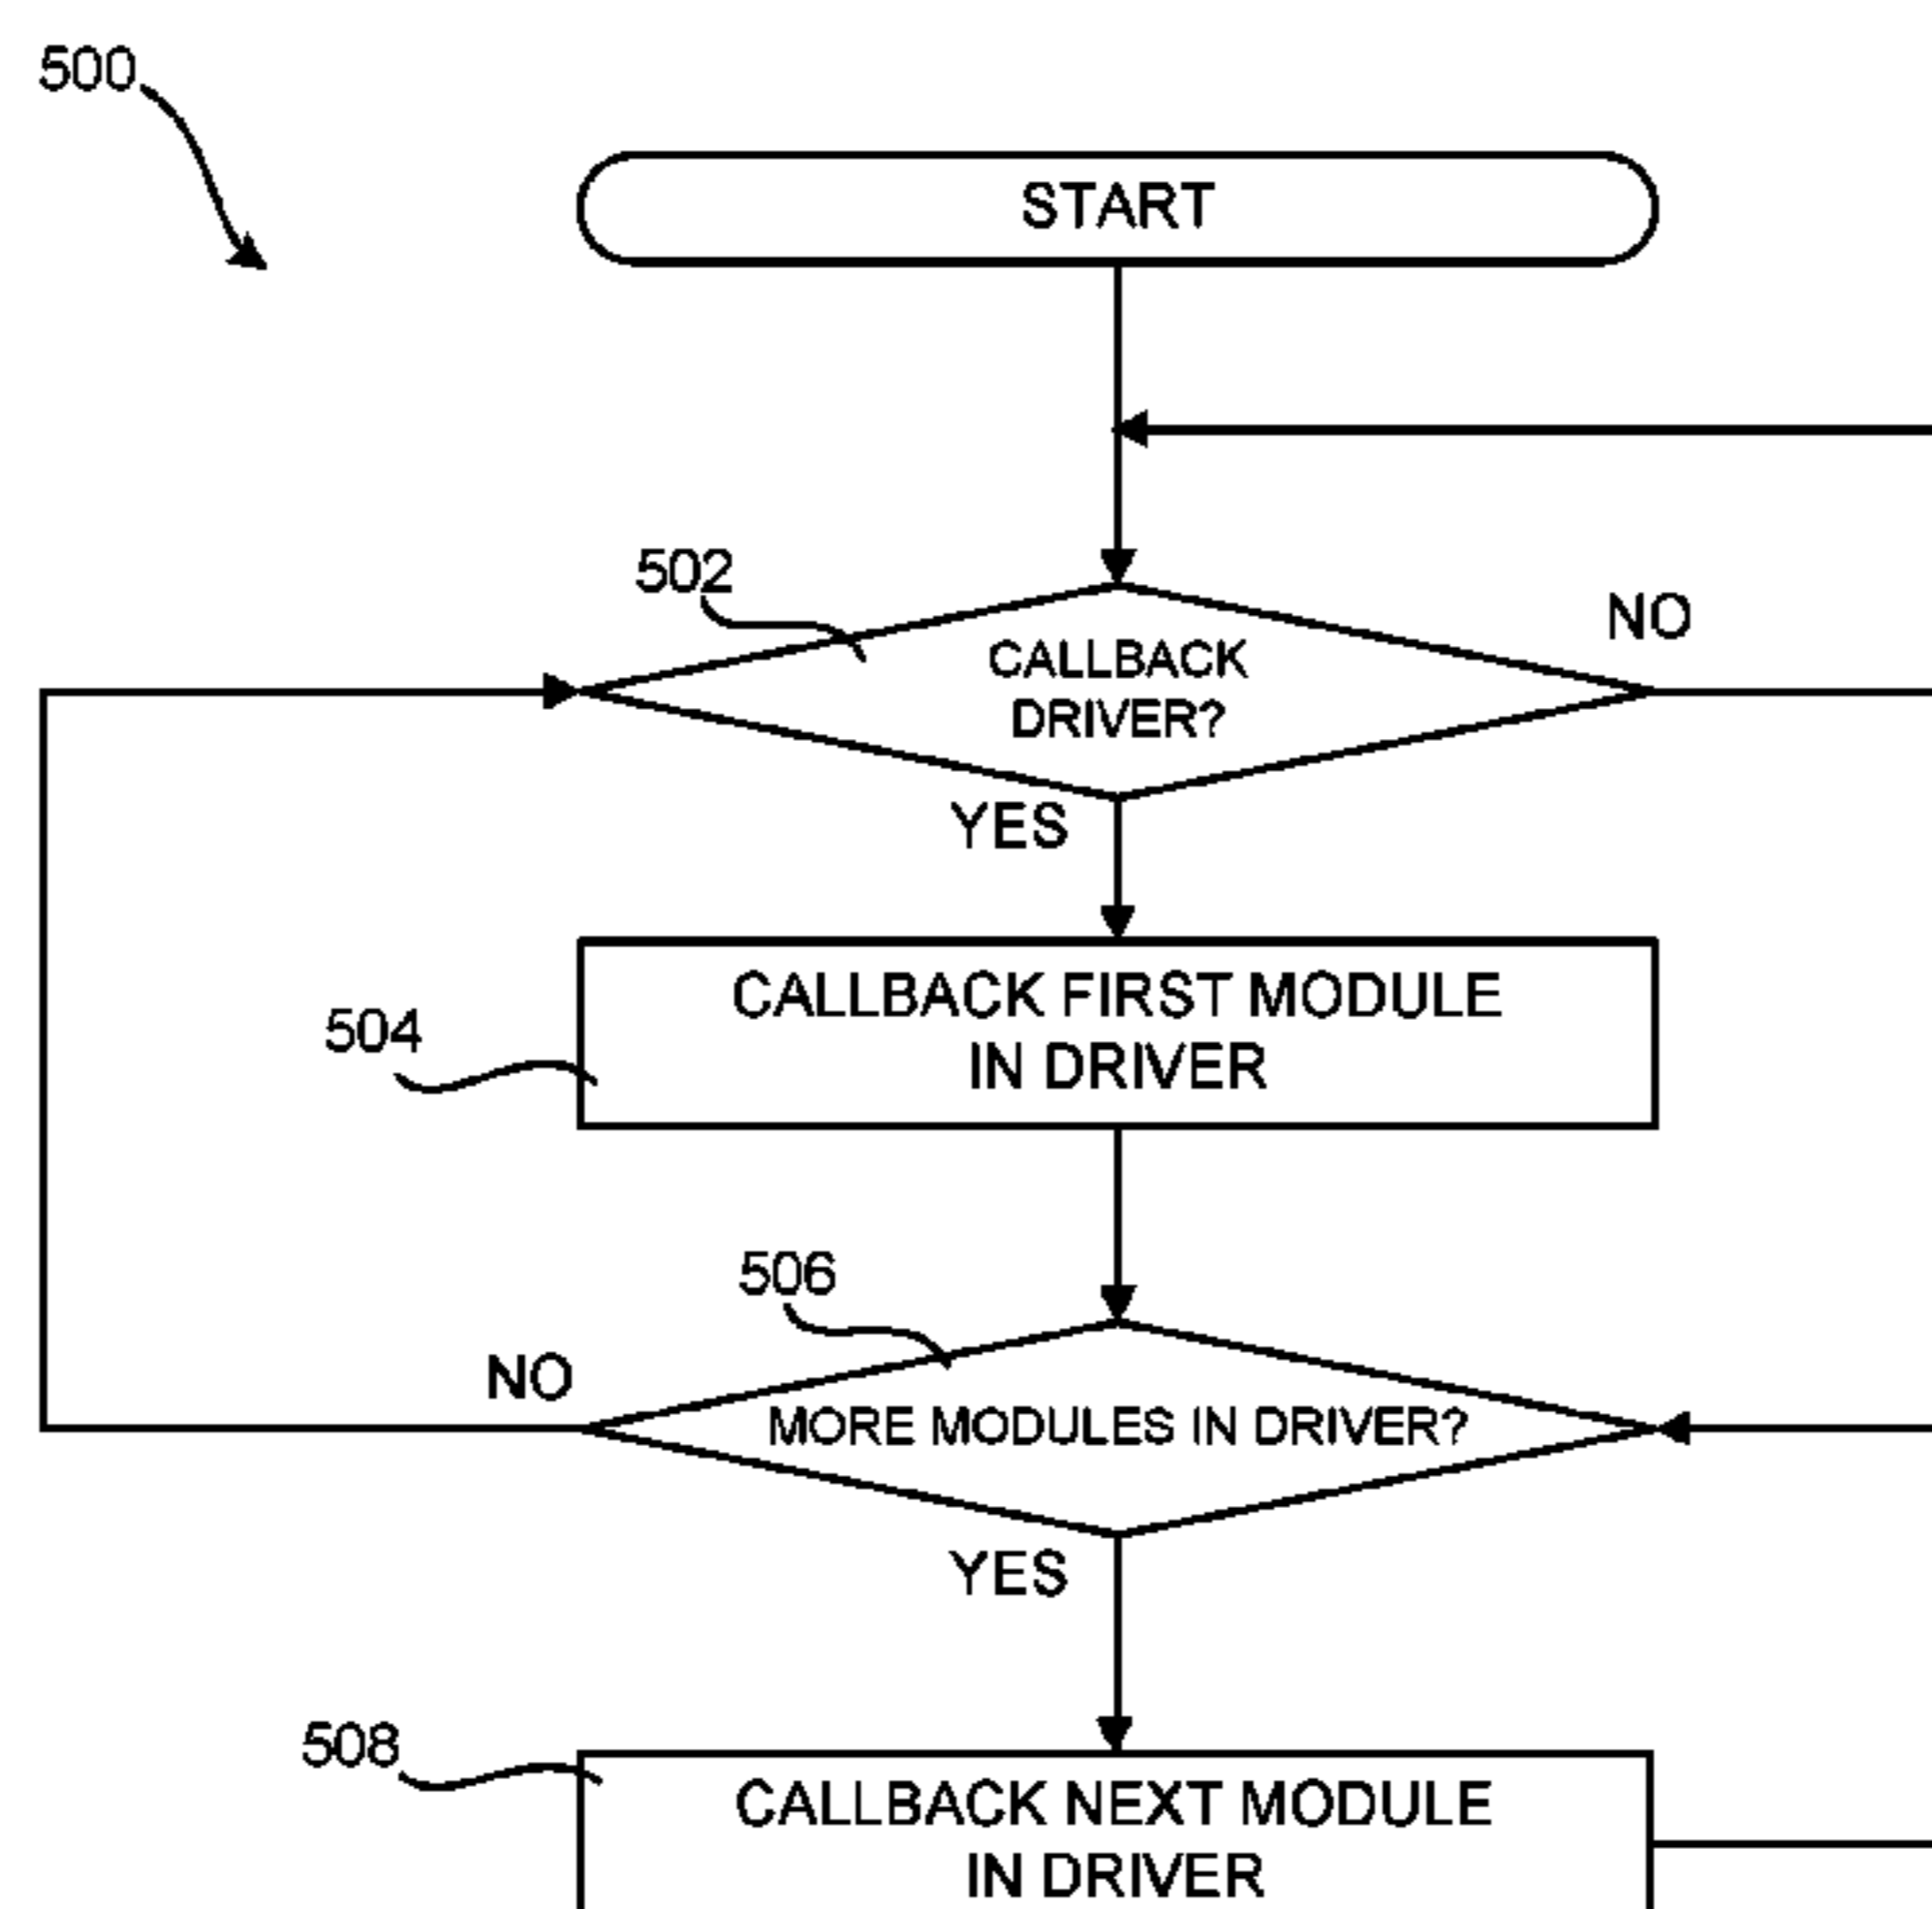 500
START
502
NO
CALLBACK
DRIVER?
YES
CALLBACK FIRST MODULE
IN DRIVER
504
506
NO
MORE MODULES IN DRIVER?
YES
508
CALLBACK NEXT MODULE
IN DRIVER